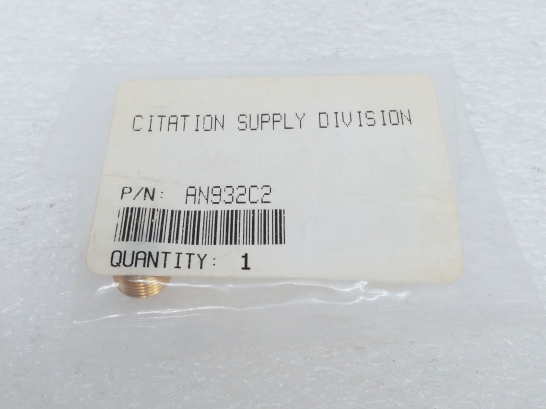 CITATION SUPPLY DIVISION
P/N: AN932C2
QUANTITY: 1